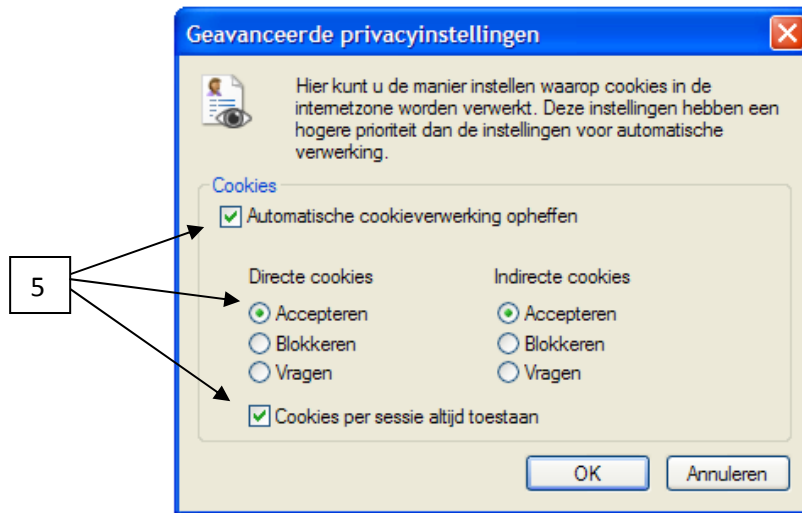 Geavanceerde privacyinstellingen
Hier kunt u de manier instellen waarop cookies in de
internetzone worden verwerkt. Deze instellingen hebben een
hogere prioriteit dan de instellingen voor automatische
verwerking.
Cookies
Automatische cookieverwerking opheffen
5
Directe cookies Indirecte cookies
Accepteren Accepteren
Blokkeren Blokkeren
Vragen Vragen
Cookies per sessie altijd toestaan
OK Annuleren